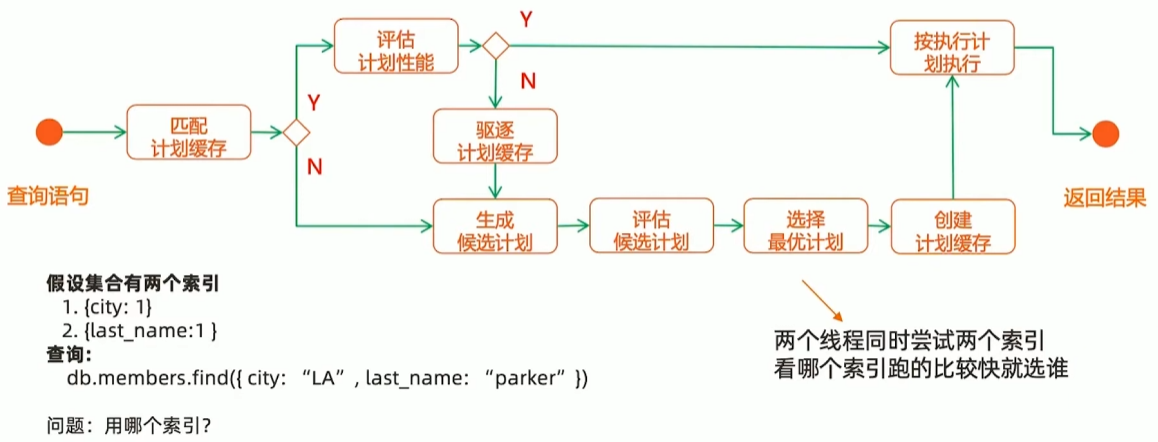 评估
计划性能
Y
按执行计
划执行
Y
N
匹配
计划缓存
驱逐
计划缓存
N
查询语句
返回结果
生成
候选计划
评估
候选计划
选择
最优计划
创建
计划缓存
假设集合有两个索引
1. {city: 1}
2. {last_name:1 }
查询：
db.members.find({ city: “LA” , last_name: “parker” })
问题：用哪个索引？
两个线程同时尝试两个索引
看哪个索引跑的比较快就选谁